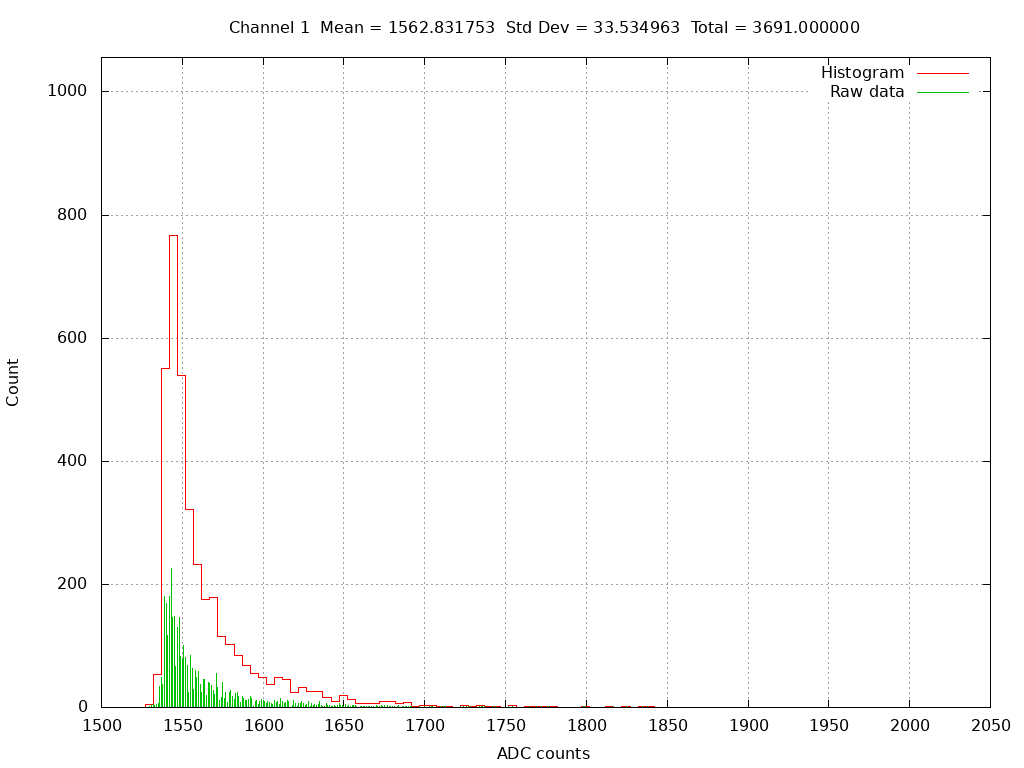 Channel 1  Mean = 1562.831753  Std Dev = 33.534963  Total = 3691.000000
Histogram
Raw data
1000
800
600
400
200
0
Count
1500 1550 1600 1650 1700 1750 1800 1850 1900 1950 2000 2050
ADC counts